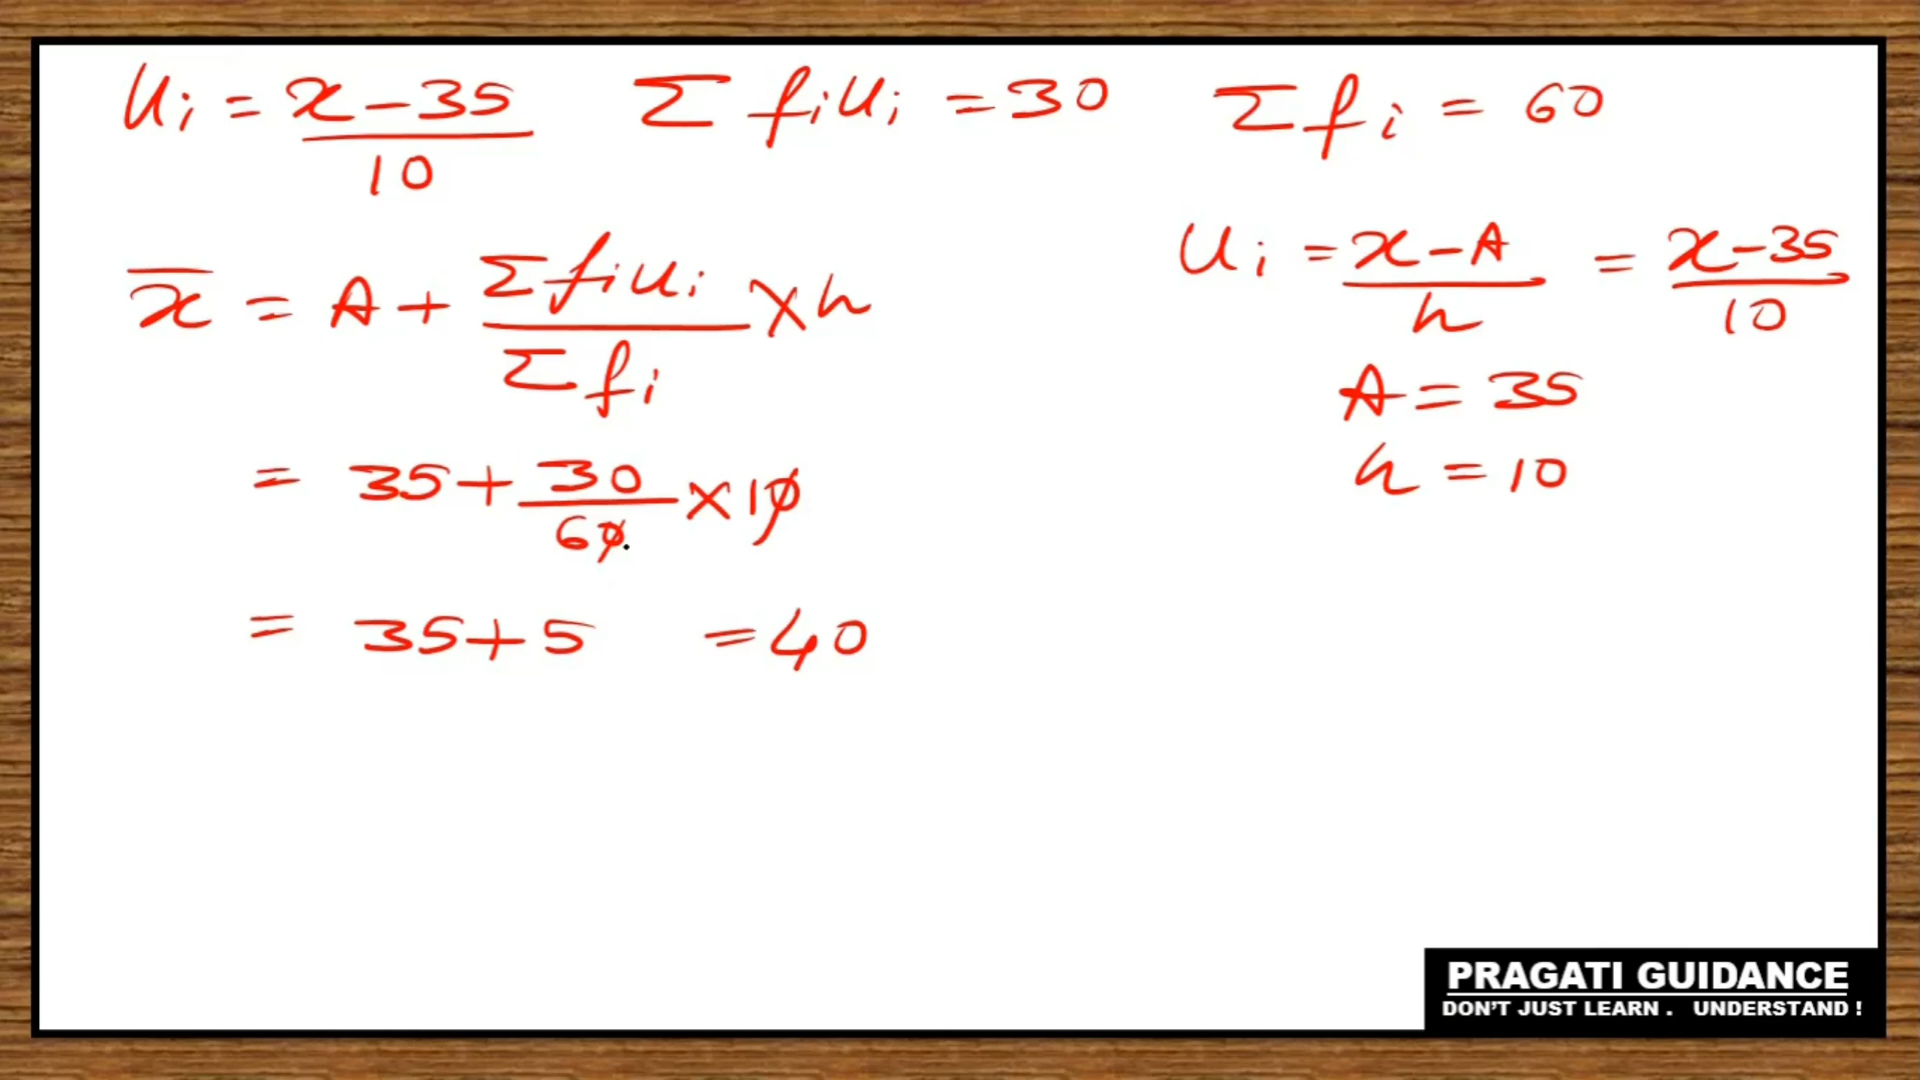 uᵢ = x - 35 / 10   Σ fᵢuᵢ = 30   Σ fᵢ = 60
uᵢ = x - A / h = x - 35 / 10
x̄ = A + Σ fᵢuᵢ / Σ fᵢ × h
A = 35
= 35 + 30 / 60 × 10
h = 10
= 35 + 5 = 40
PRAGATI GUIDANCE
DON'T JUST LEARN . UNDERSTAND !